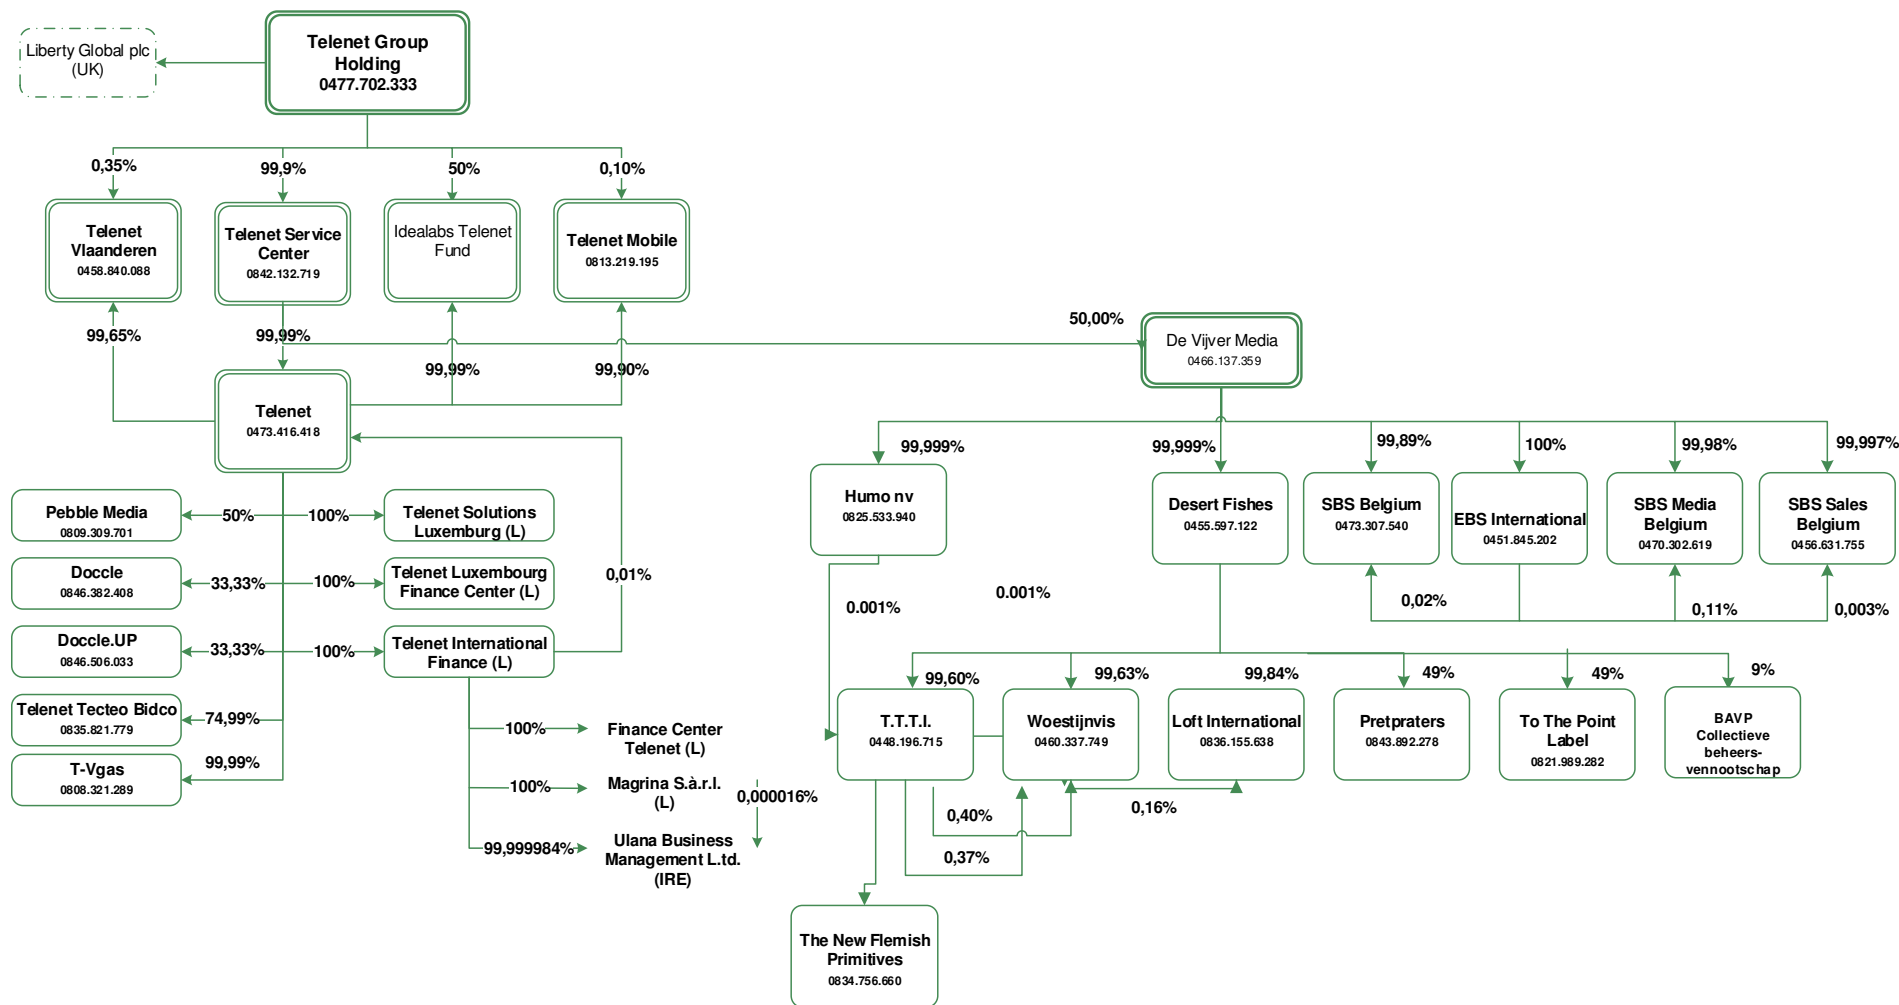 Liberty Global plc
(UK)
Telenet Group
Holding
0477.702.333
0,35%
99,9%
50%
0,10%
Telenet
Vlaanderen
0458.840.088
Telenet Service
Center
0842.132.719
Idealabs Telenet
Fund
Telenet Mobile
0813.219.195
99,65%
99,99%
99,99%
99,90%
50,00%
De Vijver Media
0466.137.359
Telenet
0473.416.418
99,999%
99,999%
99,89%
100%
99,98%
99,997%
Humo nv
0825.533.940
Desert Fishes
0455.597.122
SBS Belgium
0473.307.540
EBS International
0451.845.202
SBS Media
Belgium
0470.302.619
SBS Sales
Belgium
0456.631.755
Pebble Media
0809.309.701
50%
100%
Telenet Solutions
Luxemburg (L)
Doccle
0846.382.408
33,33%
100%
Telenet Luxembourg
Finance Center (L)
0,01%
Doccle.UP
0846.506.033
33,33%
100%
Telenet International
Finance (L)
Telenet Tecteo Bidco
0835.821.779
74,99%
T-Vgas
0808.321.289
99,99%
100%
Finance Center
Telenet (L)
100%
Magrina S.à.r.l.
(L)
0,000016%
99,999984%
Ulana Business
Management L.td.
(IRE)
0.001%
0.001%
0,02%
0,11%
0,003%
99,60%
99,63%
99,84%
49%
49%
9%
T.T.T.I.
0448.196.715
Woestijnvis
0460.337.749
Loft International
0836.155.638
Pretpraters
0843.892.278
To The Point
Label
0821.989.282
BAVP
Collectieve
beheers-
vennootschap
0,40%
0,16%
0,37%
The New Flemish
Primitives
0834.756.660